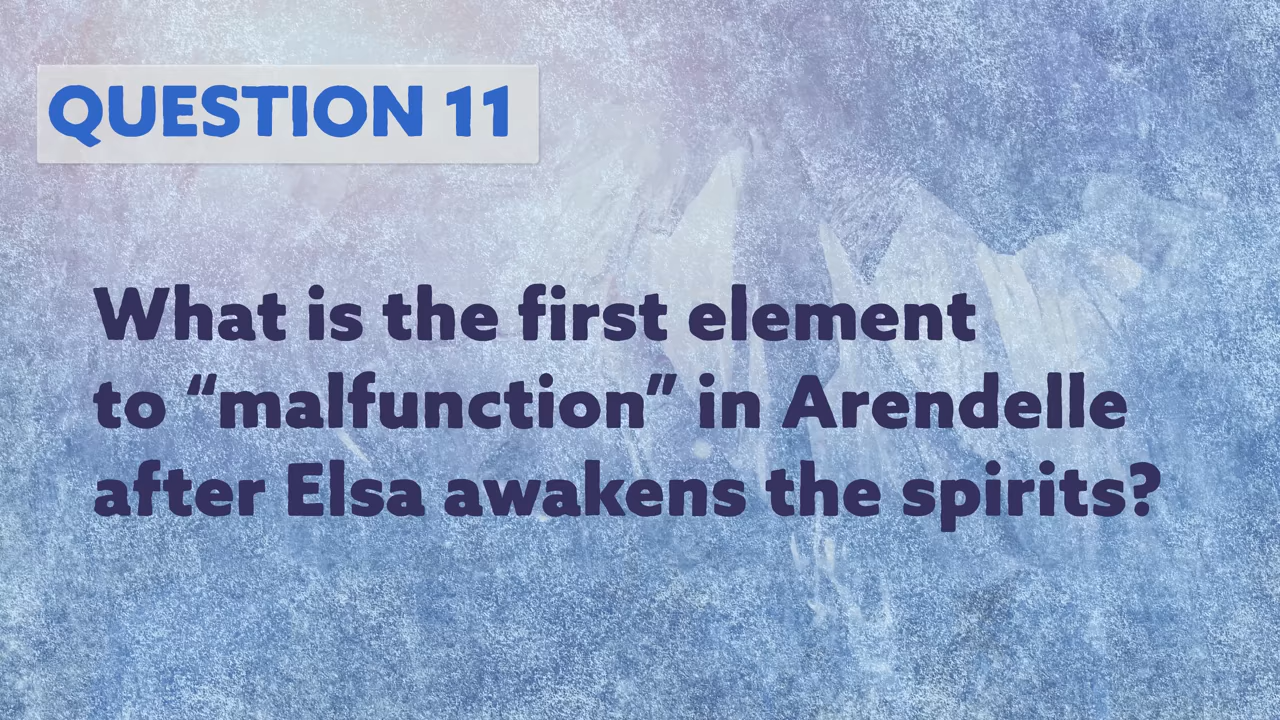 QUESTION 11
What is the first element
to “malfunction” in Arendelle
after Elsa awakens the spirits?